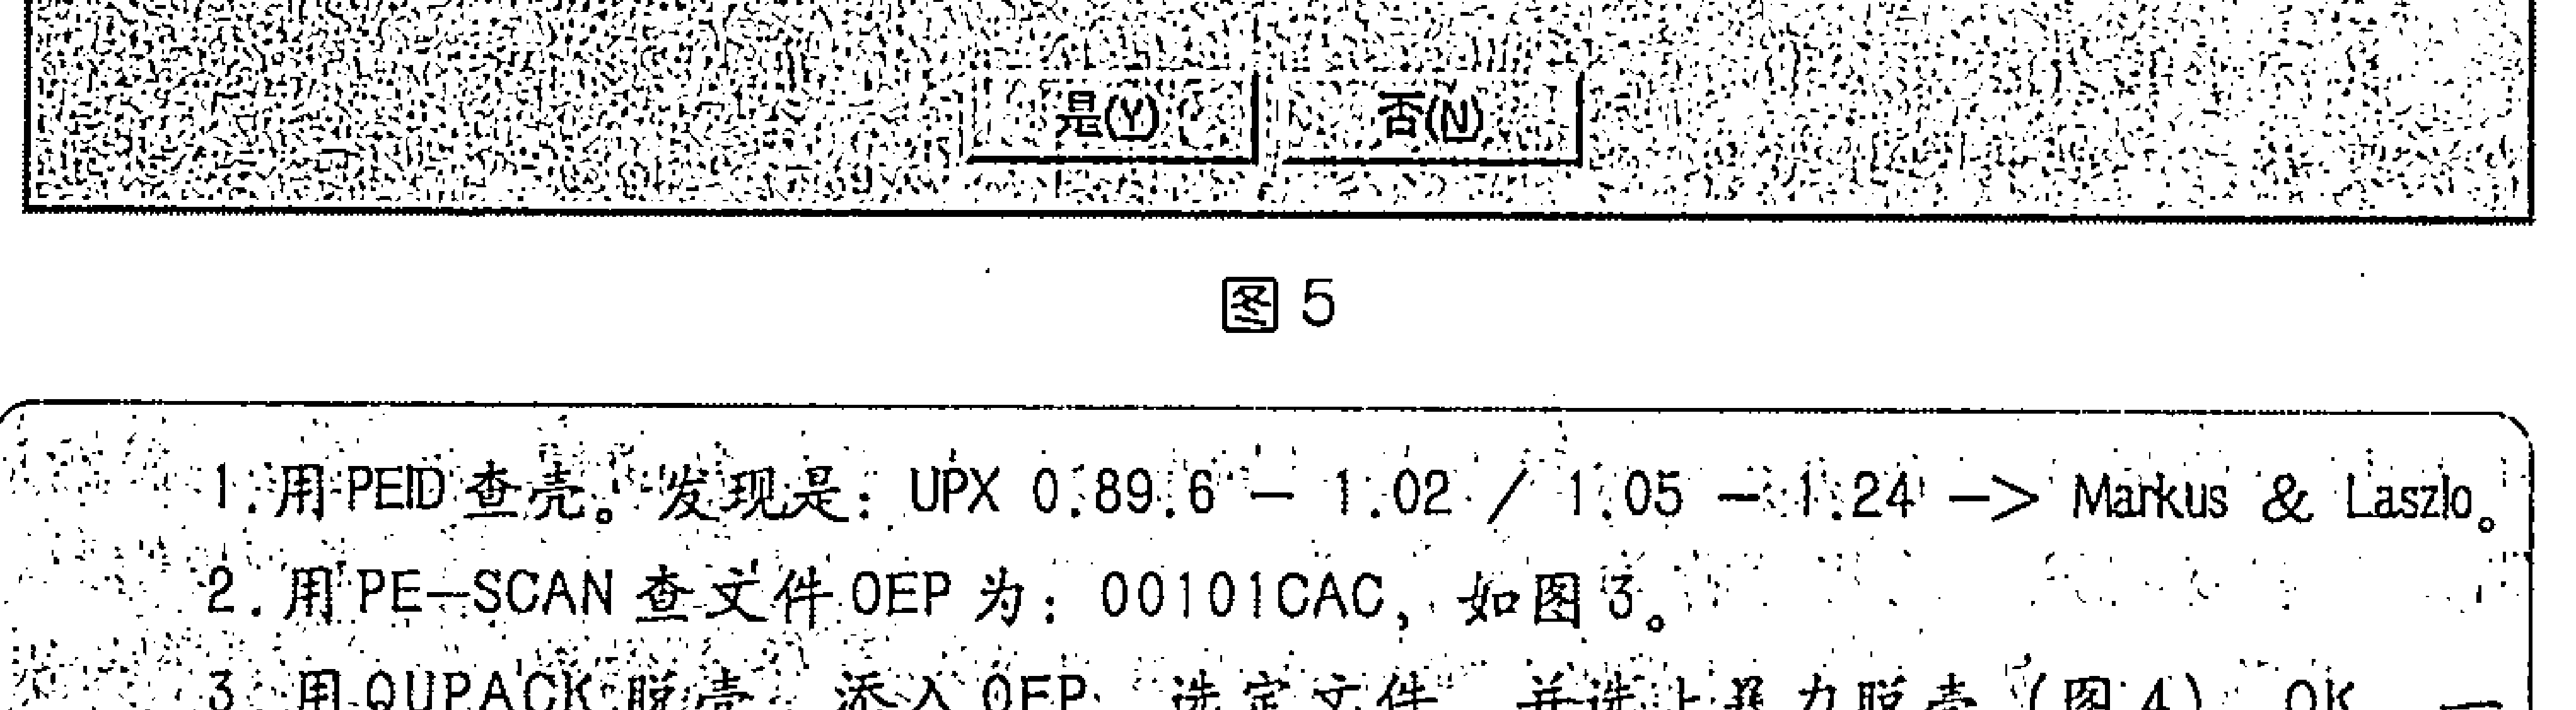 是(Y) 否(N)
图 5
1.用PEID查壳。发现是：UPX 0.89.6 - 1.02 / 1.05 - 1.24 -> Markus & Laszlo。
2.用PE-SCAN查文件OEP为：00101CAC，如图3。
3.用QUPACK脱壳，添入OEP 选定文件 并选上暴力脱壳（图4） OK